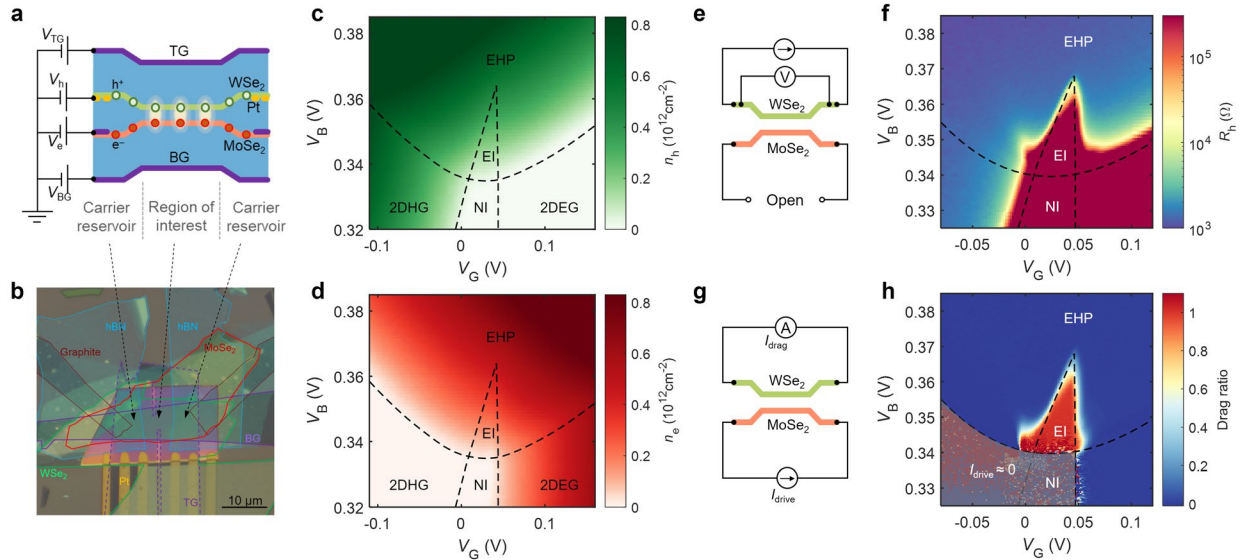 a
V_TG
V_h
V_e
V_BG
TG
h⁺
WSe₂
Pt
e⁻
MoSe₂
BG
Carrier reservoir
Region of interest
Carrier reservoir
b
hBN
hBN
MoSe₂
Graphite
BG
WSe₂
Pt
TG
10 μm
c
V_B (V)
0.38
0.36
0.34
0.32
EHP
EI
2DHG
NI
2DEG
-0.1
0
0.1
V_G (V)
0.8
0.6
0.4
0.2
0
n_h (10¹²cm⁻²)
d
V_B (V)
0.38
0.36
0.34
0.32
EHP
EI
2DHG
NI
2DEG
-0.1
0
0.1
V_G (V)
0.8
0.6
0.4
0.2
0
n_e (10¹²cm⁻²)
e
V
WSe₂
MoSe₂
Open
f
V_B (V)
0.38
0.37
0.36
0.35
0.34
0.33
EHP
EI
NI
0
0.05
0.1
V_G (V)
10⁵
10⁴
10³
R_h (Ω)
g
A
I_drag
WSe₂
MoSe₂
I_drive
h
V_B (V)
0.38
0.37
0.36
0.35
0.34
0.33
EHP
EI
I_drive ≈ 0
NI
0
0.05
0.1
V_G (V)
1
0.8
0.6
0.4
0.2
0
Drag ratio